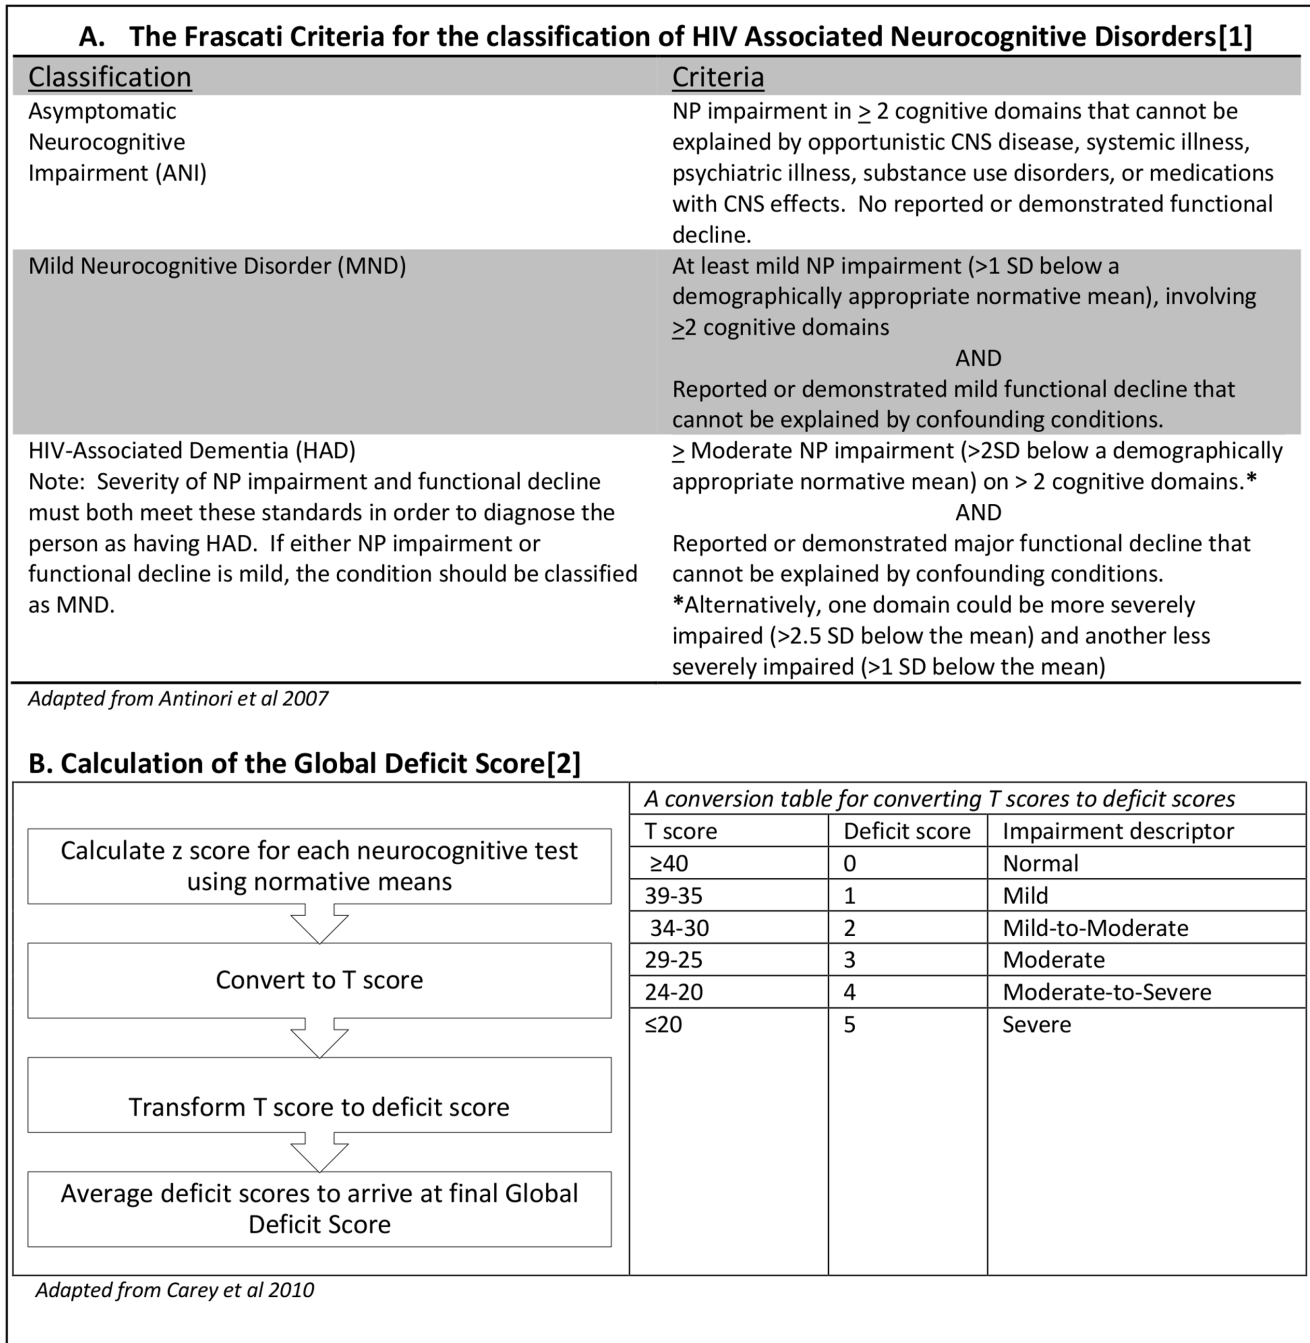 A. The Frascati Criteria for the classification of HIV Associated Neurocognitive Disorders[1]
Classification Criteria
Asymptomatic
Neurocognitive
Impairment (ANI)
NP impairment in ≥ 2 cognitive domains that cannot be
explained by opportunistic CNS disease, systemic illness,
psychiatric illness, substance use disorders, or medications
with CNS effects. No reported or demonstrated functional
decline.
Mild Neurocognitive Disorder (MND)
At least mild NP impairment (>1 SD below a
demographically appropriate normative mean), involving
≥2 cognitive domains
AND
Reported or demonstrated mild functional decline that
cannot be explained by confounding conditions.
HIV-Associated Dementia (HAD)
Note: Severity of NP impairment and functional decline
must both meet these standards in order to diagnose the
person as having HAD. If either NP impairment or
functional decline is mild, the condition should be classified
as MND.
≥ Moderate NP impairment (>2SD below a demographically
appropriate normative mean) on > 2 cognitive domains.*
AND
Reported or demonstrated major functional decline that
cannot be explained by confounding conditions.
*Alternatively, one domain could be more severely
impaired (>2.5 SD below the mean) and another less
severely impaired (>1 SD below the mean)
Adapted from Antinori et al 2007
B. Calculation of the Global Deficit Score[2]
Calculate z score for each neurocognitive test
using normative means
Convert to T score
Transform T score to deficit score
Average deficit scores to arrive at final Global
Deficit Score
A conversion table for converting T scores to deficit scores
T score Deficit score Impairment descriptor
≥40 0 Normal
39-35 1 Mild
34-30 2 Mild-to-Moderate
29-25 3 Moderate
24-20 4 Moderate-to-Severe
≤20 5 Severe
Adapted from Carey et al 2010